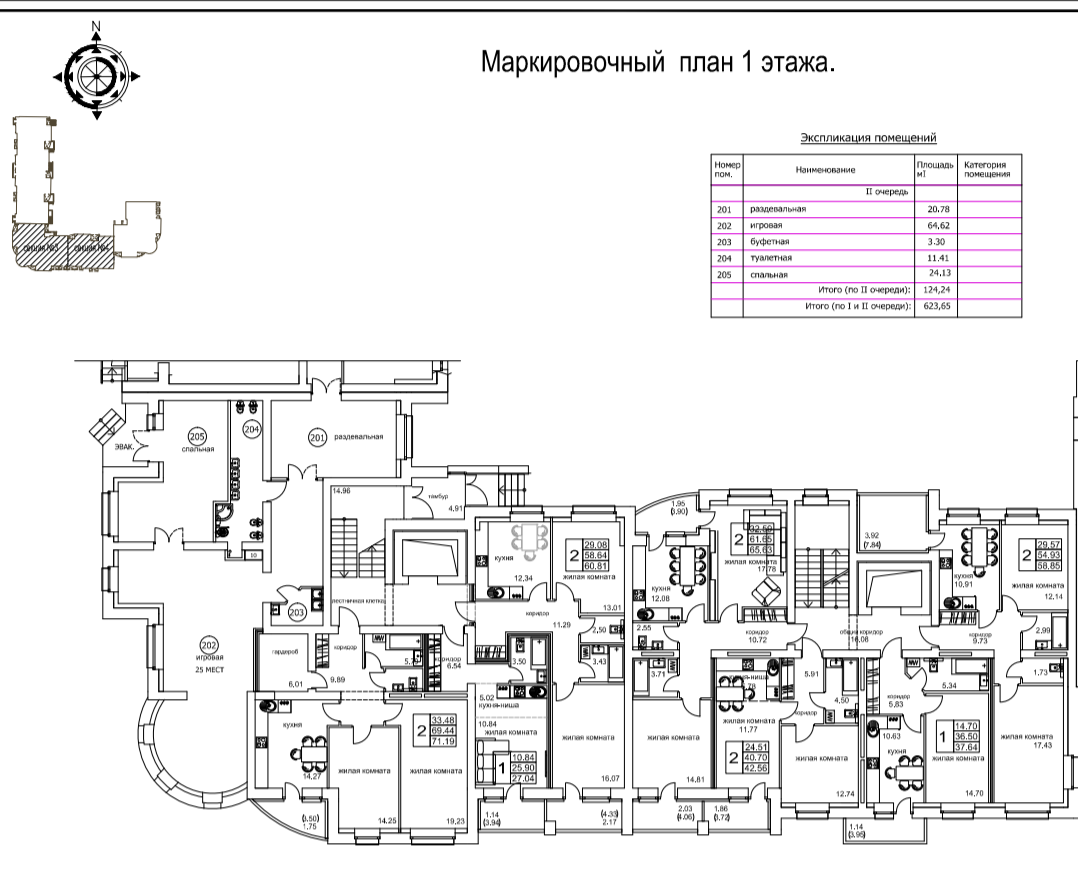 N
Маркировочный план 1 этажа.
секция №3 секция №4
Экспликация помещений
Номер пом. Наименование Площадь мІ Категория помещения
II очередь
201 раздевальная 20.78
202 игровая 64,62
203 буфетная 3.30
204 туалетная 11.41
205 спальная 24.13
Итого (по II очереди): 124,24
Итого (по I и II очереди): 623,65
ЭВАК.
205
спальная
204
201 раздевальная
14.96
тамбур
4.91
10
203
202
игровая
25 МЕСТ
гардероб
6.01
коридор
9.89
лестничная клетка
коридор
6.54
кухня
12.34
2 29.08 58.64 60.81
жилая комната
13.01
коридор
11.29
2.50
3.43
3.50
5.02
кухня-ниша
10.84
жилая комната
1 10.84 25.90 27.04
кухня
14.27
2 33.48 69.44 71.19
жилая комната
14.25
жилая комната
19.23
(3.50)
1.75
1.14
(3.94)
жилая комната
16.07
(4.33)
2.17
1.95
(3.90)
кухня
12.08
2.55
3.71
2 32.59 61.65 65.63
жилая комната
17.78
коридор
10.72
жилая комната
14.81
2.03
(4.06)
1.86
(3.72)
кухня-ниша
жилая комната
11.77
2 24.51 40.70 42.56
коридор
5.91
4.50
жилая комната
12.74
3.92
(7.84)
общий коридор
16.08
кухня
10.91
2 29.57 54.93 58.85
жилая комната
12.14
коридор
9.73
2.99
1.73
5.34
коридор
5.83
10.63
кухня
1 14.70 36.50 37.64
жилая комната
14.70
жилая комната
17.43
1.14
(3.95)